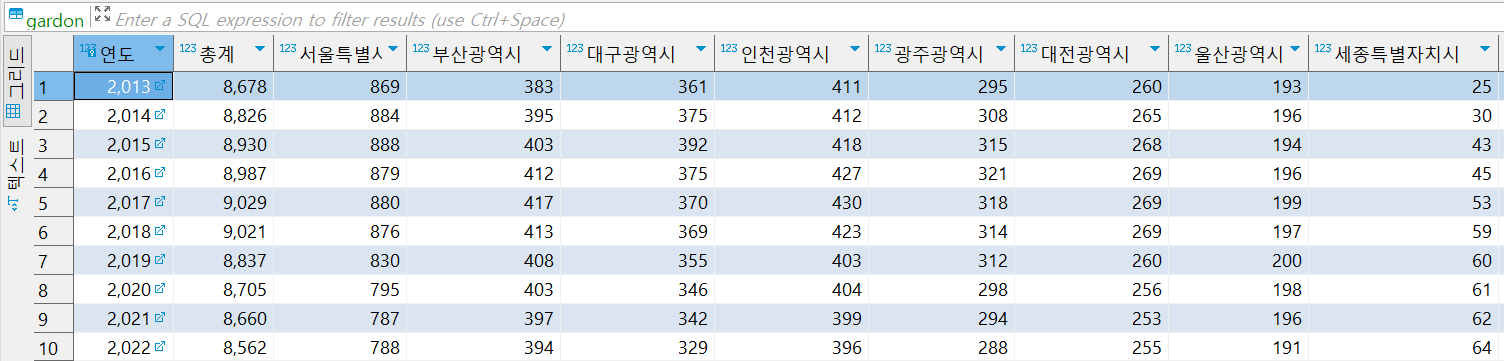 gardon Enter a SQL expression to filter results (use Ctrl+Space)
그리드
텍스트
123 연도 123 총계 123 서울특별시 123 부산광역시 123 대구광역시 123 인천광역시 123 광주광역시 123 대전광역시 123 울산광역시 123 세종특별자치시
1 2,013 8,678 869 383 361 411 295 260 193 25
2 2,014 8,826 884 395 375 412 308 265 196 30
3 2,015 8,930 888 403 392 418 315 268 194 43
4 2,016 8,987 879 412 375 427 321 269 196 45
5 2,017 9,029 880 417 370 430 318 269 199 53
6 2,018 9,021 876 413 369 423 314 269 197 59
7 2,019 8,837 830 408 355 403 312 260 200 60
8 2,020 8,705 795 403 346 404 298 256 198 61
9 2,021 8,660 787 397 342 399 294 253 196 62
10 2,022 8,562 788 394 329 396 288 255 191 64